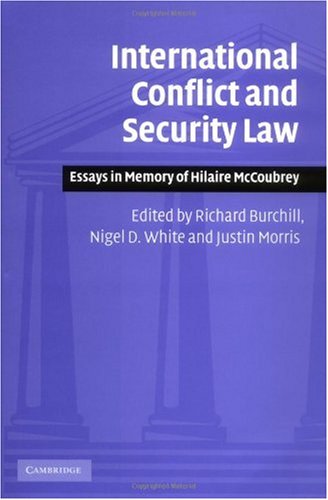 International
Conflict and
Security Law
Essays in Memory of Hilaire McCoubrey
Edited by Richard Burchill,
Nigel D. White and Justin Morris
CAMBRIDGE